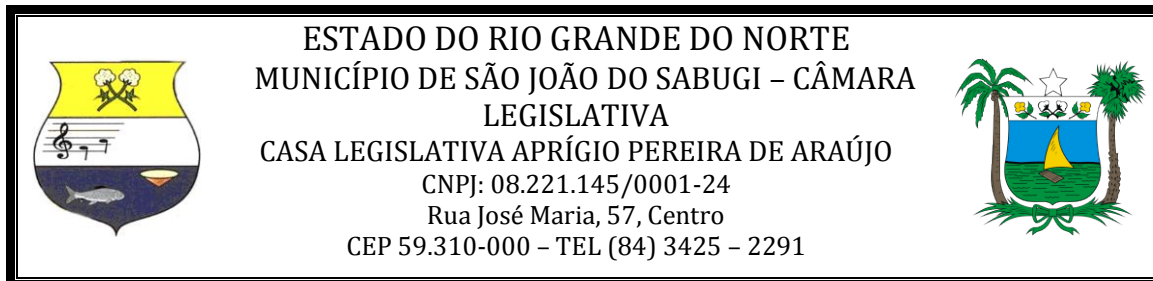 ESTADO DO RIO GRANDE DO NORTE
MUNICÍPIO DE SÃO JOÃO DO SABUGI – CÂMARA
LEGISLATIVA
CASA LEGISLATIVA APRÍGIO PEREIRA DE ARAÚJO
CNPJ: 08.221.145/0001-24
Rua José Maria, 57, Centro
CEP 59.310-000 – TEL (84) 3425 – 2291